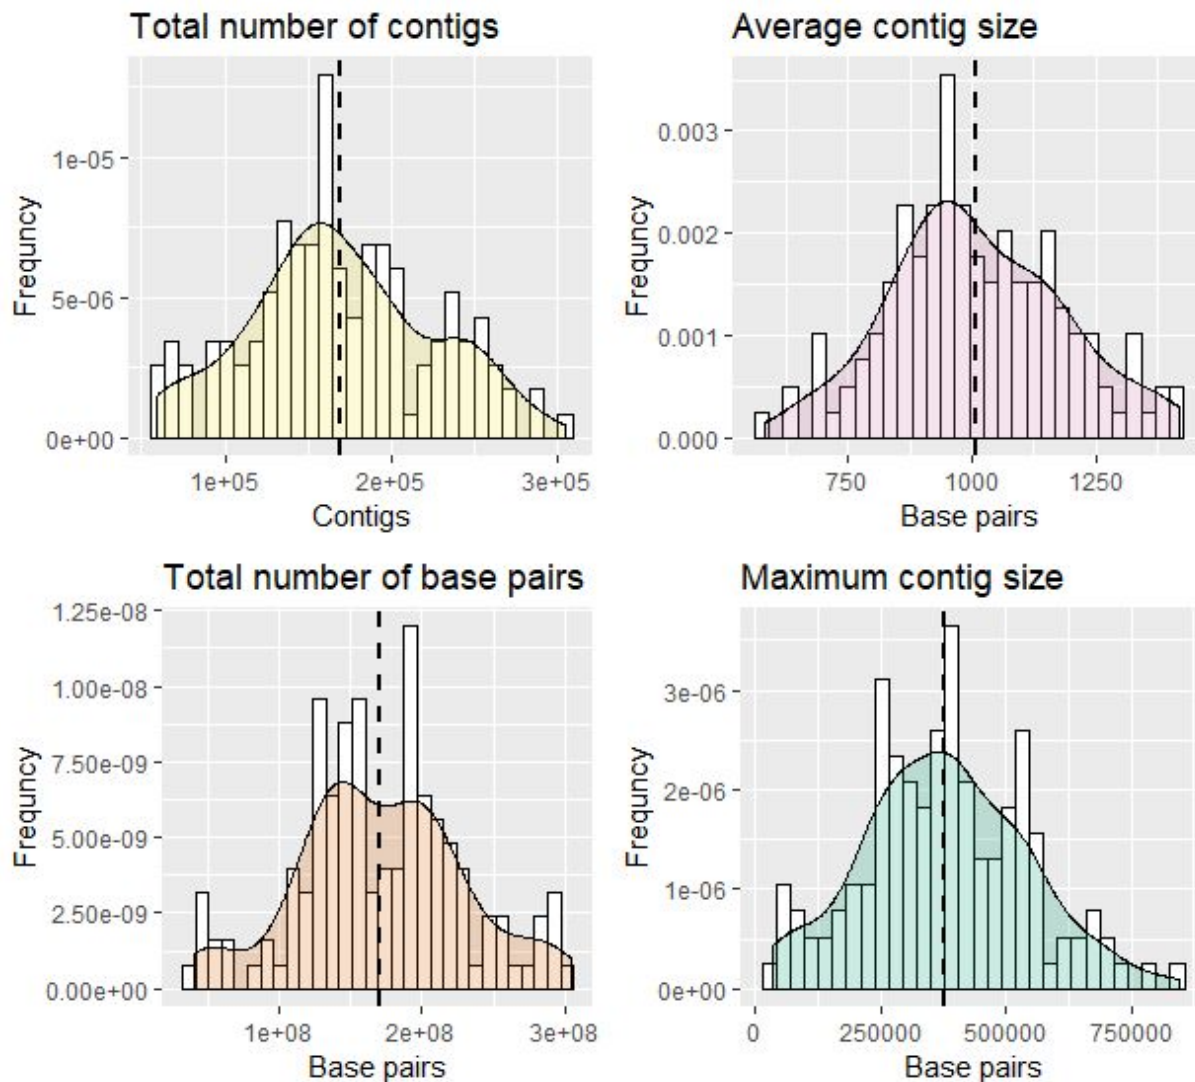 Total number of contigs
Frequncy
1e-05
5e-06
0e+00
1e+05 2e+05 3e+05
Contigs
Average contig size
Frequncy
0.003
0.002
0.001
0.000
750 1000 1250
Base pairs
Total number of base pairs
Frequncy
1.25e-08
1.00e-08
7.50e-09
5.00e-09
2.50e-09
0.00e+00
1e+08 2e+08 3e+08
Base pairs
Maximum contig size
Frequncy
3e-06
2e-06
1e-06
0e+00
0 250000 500000 750000
Base pairs